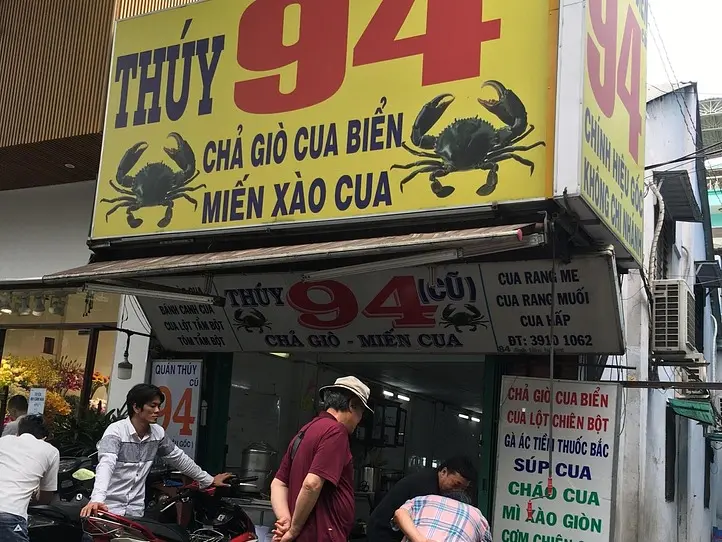 THÚY 94
CHẢ GIÒ CUA BIỂN
MIẾN XÀO CUA
94
CHÍNH HIỆU GỐC
KHÔNG CHI NHÁNH
BÁNH CANH CUA
CUA LỘT TẨM BỘT
TÔM TẨM BỘT
THÚY 94 (CŨ)
CHẢ GIÒ - MIẾN CUA
CUA RANG ME
CUA RANG MUỐI
CUA HẤP
ĐT: 3910 1062
QUÁN THÚY
CŨ
94
CHẢ GIÒ CUA BIỂN
CUA LỘT CHIÊN BỘT
GÀ ÁC TIỀM THUỐC BẮC
SÚP CUA
CHÁO CUA
MÌ XÀO GIÒN
CƠM CHIÊN